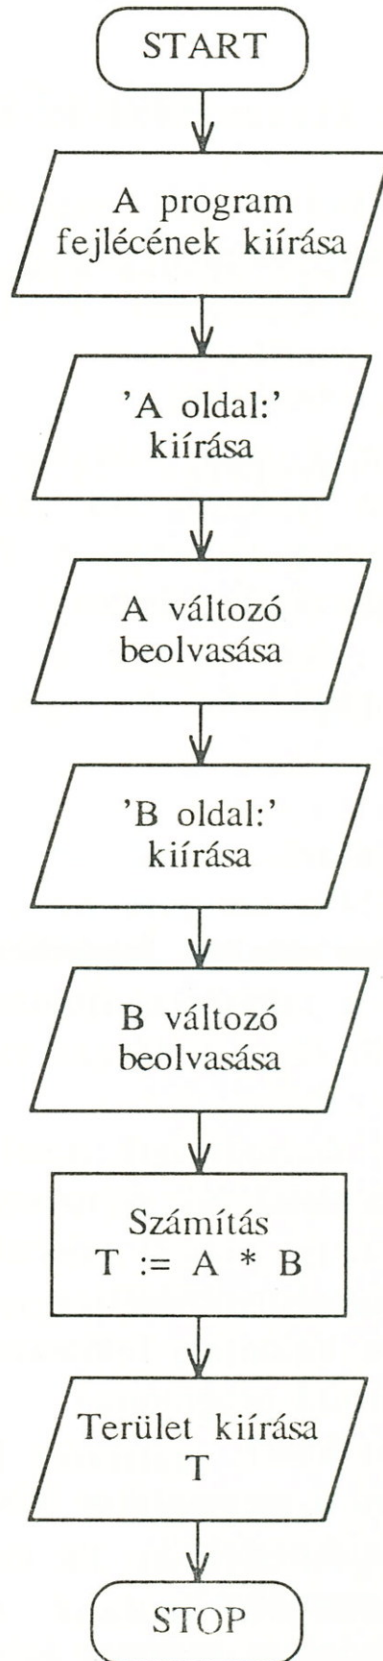 START
A program
fejlécének kiírása
'A oldal:'
kiírása
A változó
beolvasása
'B oldal:'
kiírása
B változó
beolvasása
Számítás
T := A * B
Terület kiírása
T
STOP